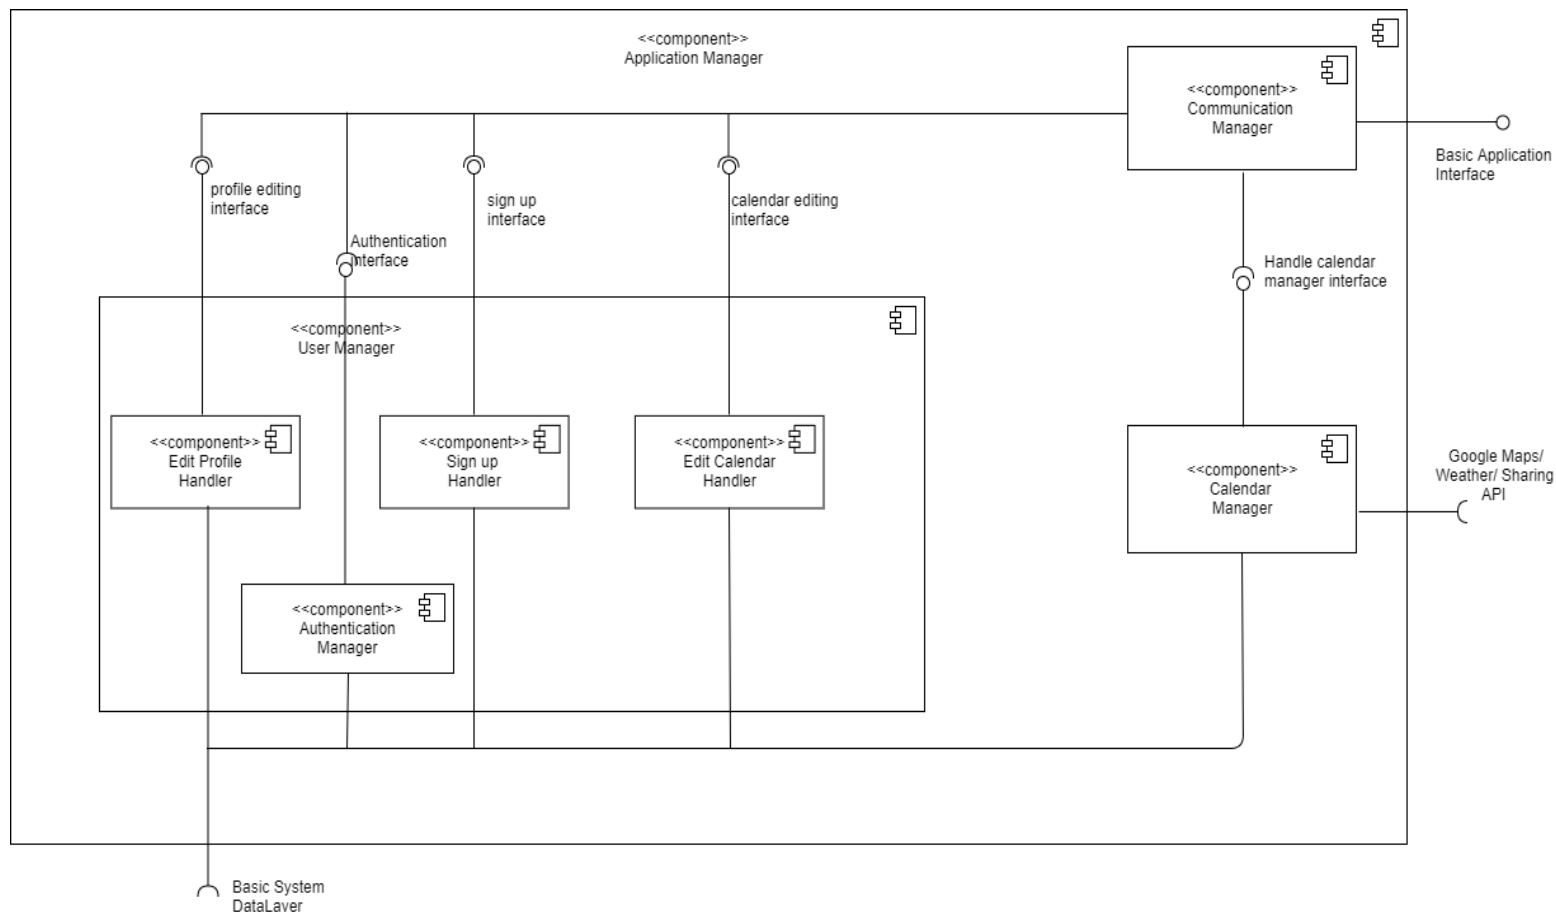 <<component>>
Application Manager
<<component>>
Communication
Manager
Basic Application
Interface
profile editing
interface
sign up
interface
calendar editing
interface
Authentication
interface
Handle calendar
manager interface
<<component>>
User Manager
<<component>>
Edit Profile
Handler
<<component>>
Sign up
Handler
<<component>>
Edit Calendar
Handler
<<component>>
Calendar
Manager
Google Maps/
Weather/ Sharing
API
<<component>>
Authentication
Manager
Basic System
DataLayer